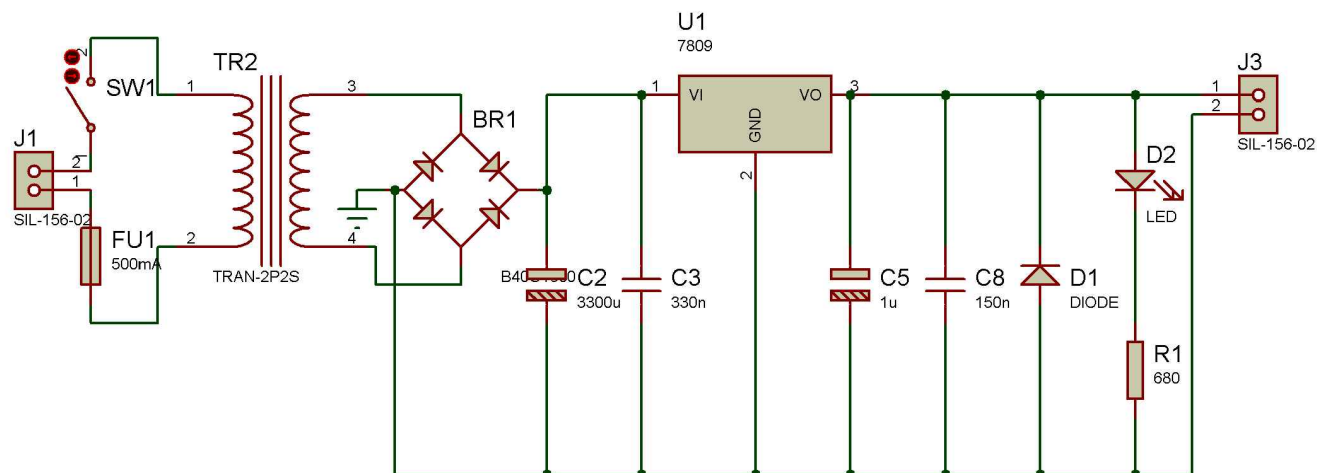 U1
7809
2
SW1
1
J1
2
1
SIL-156-02
FU1
500mA
TR2
1
2
3
4
TRAN-2P2S
BR1
C2
3300u
C3
330n
1
VI
VO
3
GND
2
C5
1u
C8
150n
D1
DIODE
D2
LED
R1
680
J3
1
2
SIL-156-02